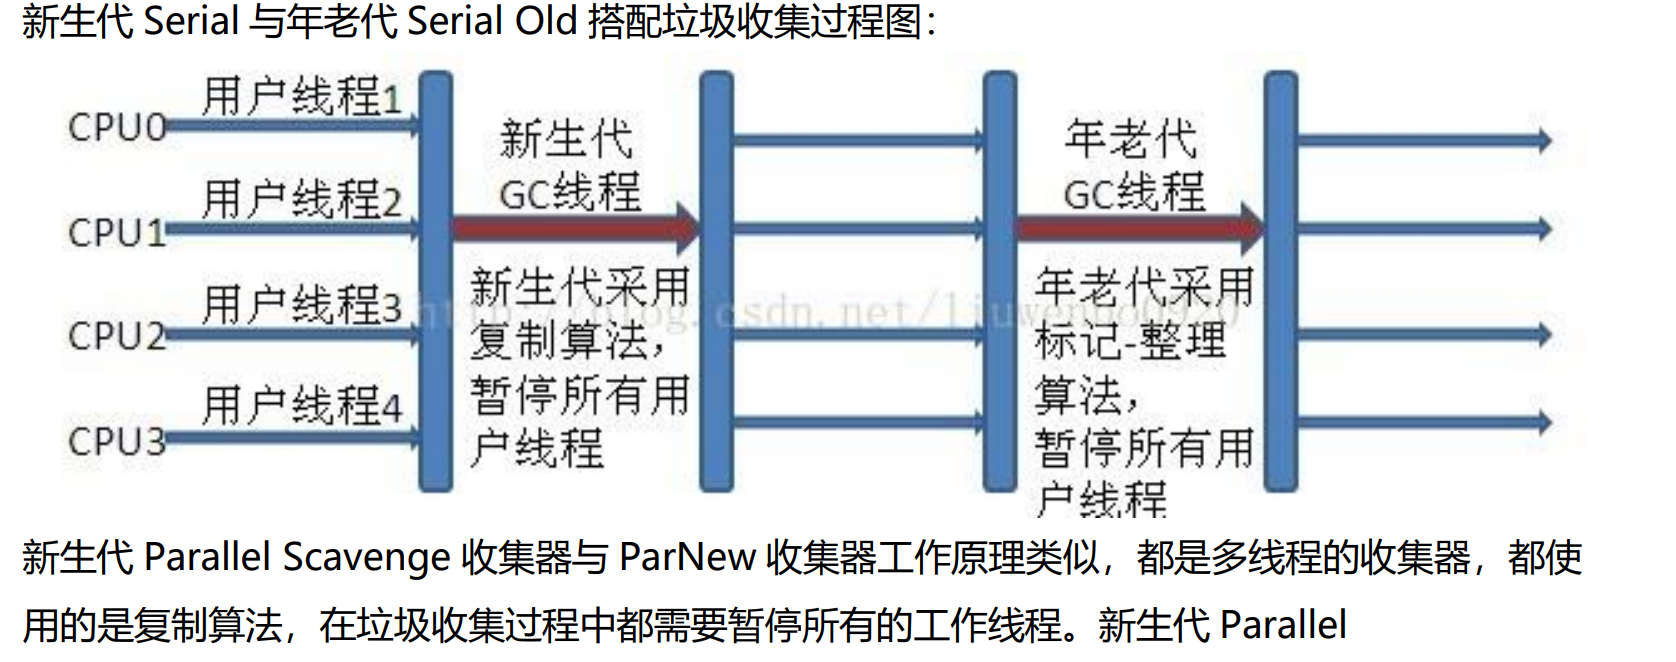 新生代 Serial 与年老代 Serial Old 搭配垃圾收集过程图：
用户线程1
CPU0
用户线程2
CPU1
用户线程3
CPU2
用户线程4
CPU3
新生代
GC线程
新生代采用
复制算法，
暂停所有用
户线程
年老代
GC线程
年老代采用
标记-整理
算法，
暂停所有用
户线程
http://blog.csdn.net/liuwenbo0920
新生代 Parallel Scavenge 收集器与 ParNew 收集器工作原理类似，都是多线程的收集器，都使
用的是复制算法，在垃圾收集过程中都需要暂停所有的工作线程。新生代 Parallel